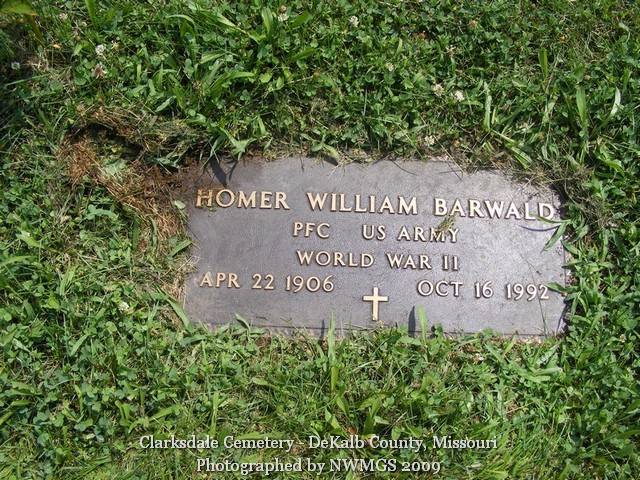 HOMER WILLIAM BARWALD
PFC US ARMY
WORLD WAR II
APR 22 1906 OCT 16 1992
Clarksdale Cemetery - DeKalb County, Missouri
Photographed by NWMGS 2009